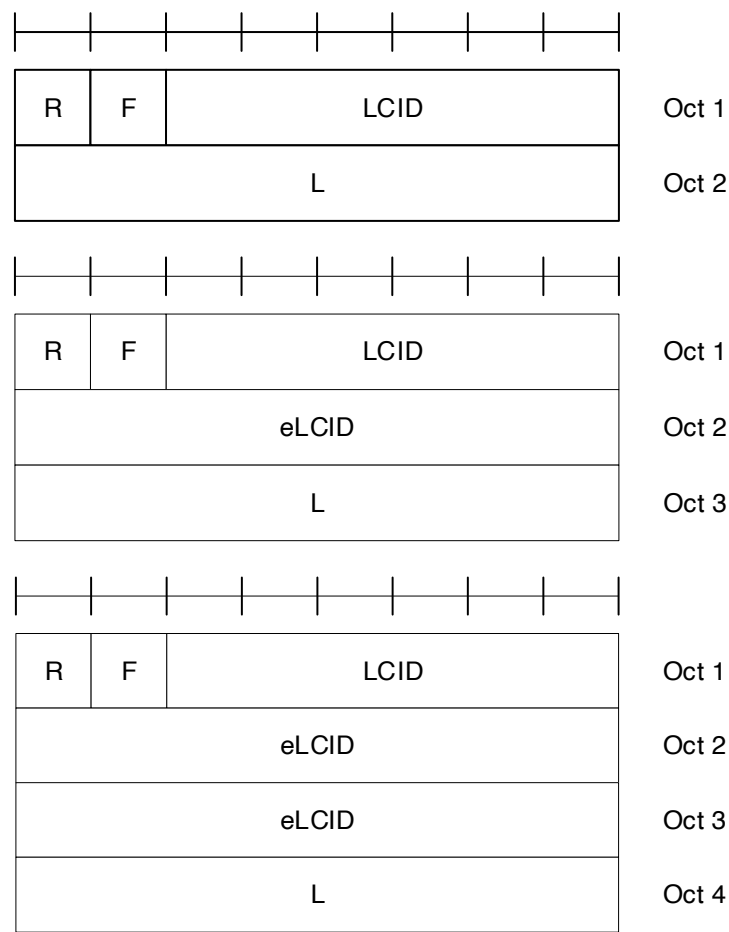 R F LCID Oct 1
L Oct 2
R F LCID Oct 1
eLCID Oct 2
L Oct 3
R F LCID Oct 1
eLCID Oct 2
eLCID Oct 3
L Oct 4